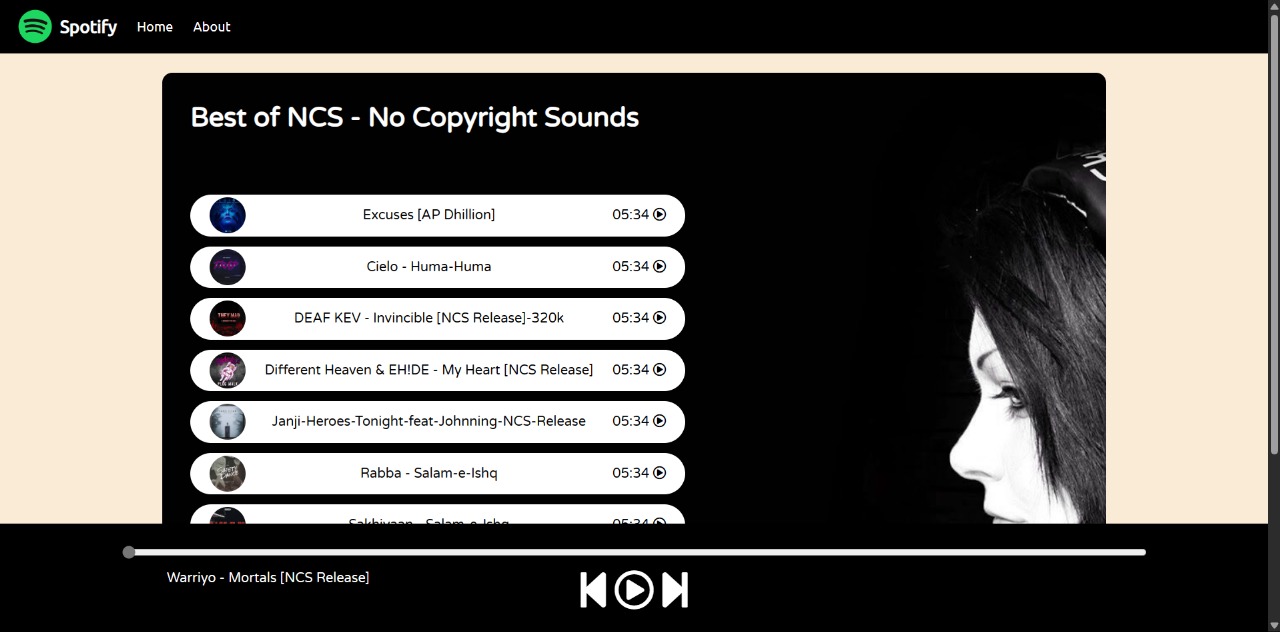 Spotify Home About
Best of NCS - No Copyright Sounds
Excuses [AP Dhillion] 05:34
Cielo - Huma-Huma 05:34
DEAF KEV - Invincible [NCS Release]-320k 05:34
Different Heaven & EH!DE - My Heart [NCS Release] 05:34
Janji-Heroes-Tonight-feat-Johnning-NCS-Release 05:34
Rabba - Salam-e-Ishq 05:34
Sakhiyaan - Salam-e-Ishq 05:34
Warriyo - Mortals [NCS Release]